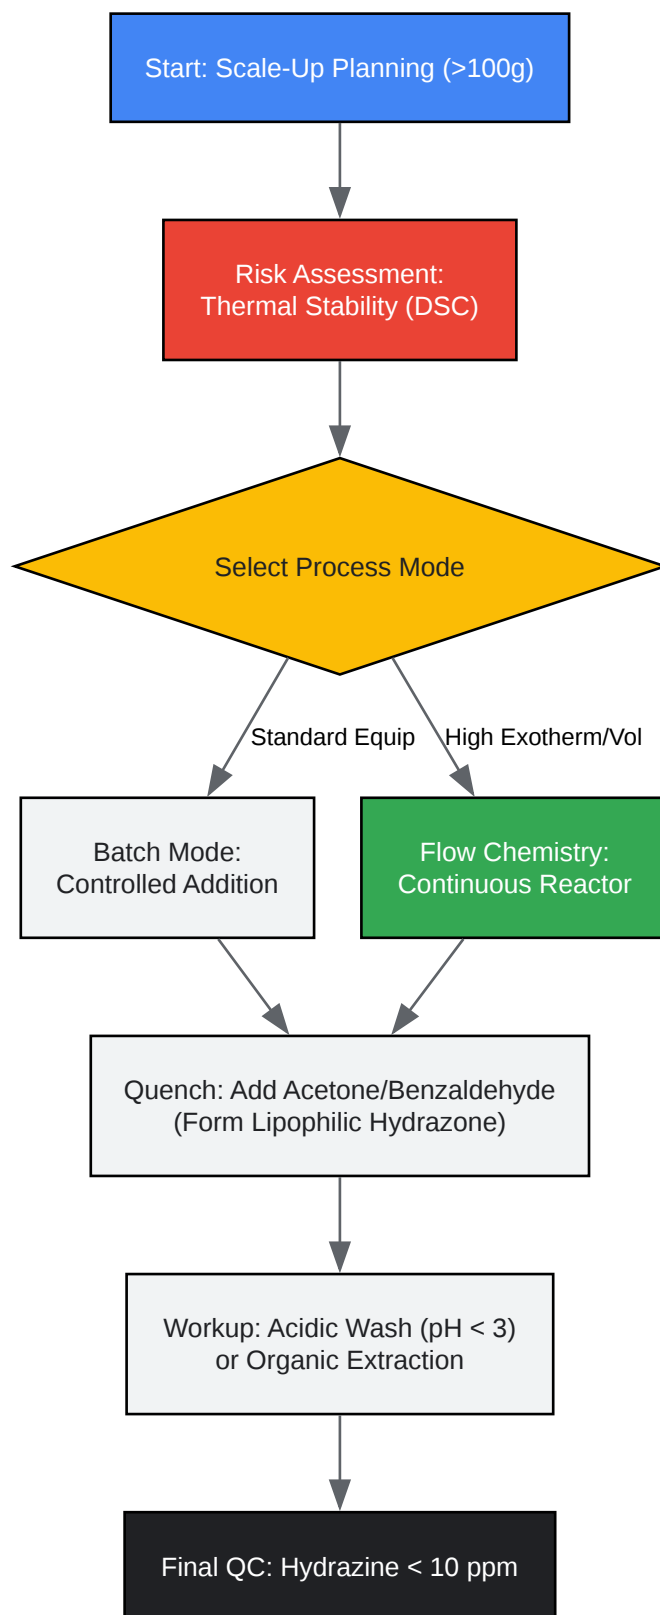 Start: Scale-Up Planning (>100g)
Risk Assessment:
Thermal Stability (DSC)
Select Process Mode
Standard Equip
High Exotherm/Vol
Batch Mode:
Controlled Addition
Flow Chemistry:
Continuous Reactor
Quench: Add Acetone/Benzaldehyde
(Form Lipophilic Hydrazone)
Workup: Acidic Wash (pH < 3)
or Organic Extraction
Final QC: Hydrazine < 10 ppm